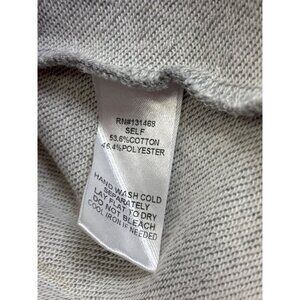 RN#131468
SELF
53.6%COTTON
46.4%POLYESTER
HAND WASH COLD
SEPARATELY
LAY FLAT TO DRY
DO NOT BLEACH
COOL IRON IF NEEDED